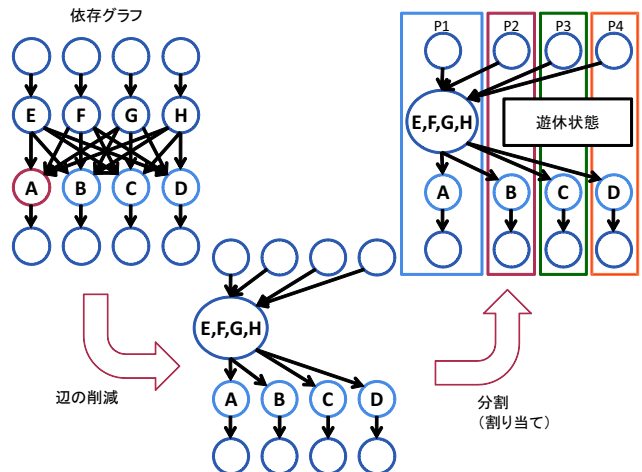 依存グラフ
E F G H
A B C D
辺の削減
E,F,G,H
A B C D
分割
(割り当て)
P1 P2 P3 P4
E,F,G,H
遊休状態
A B C D